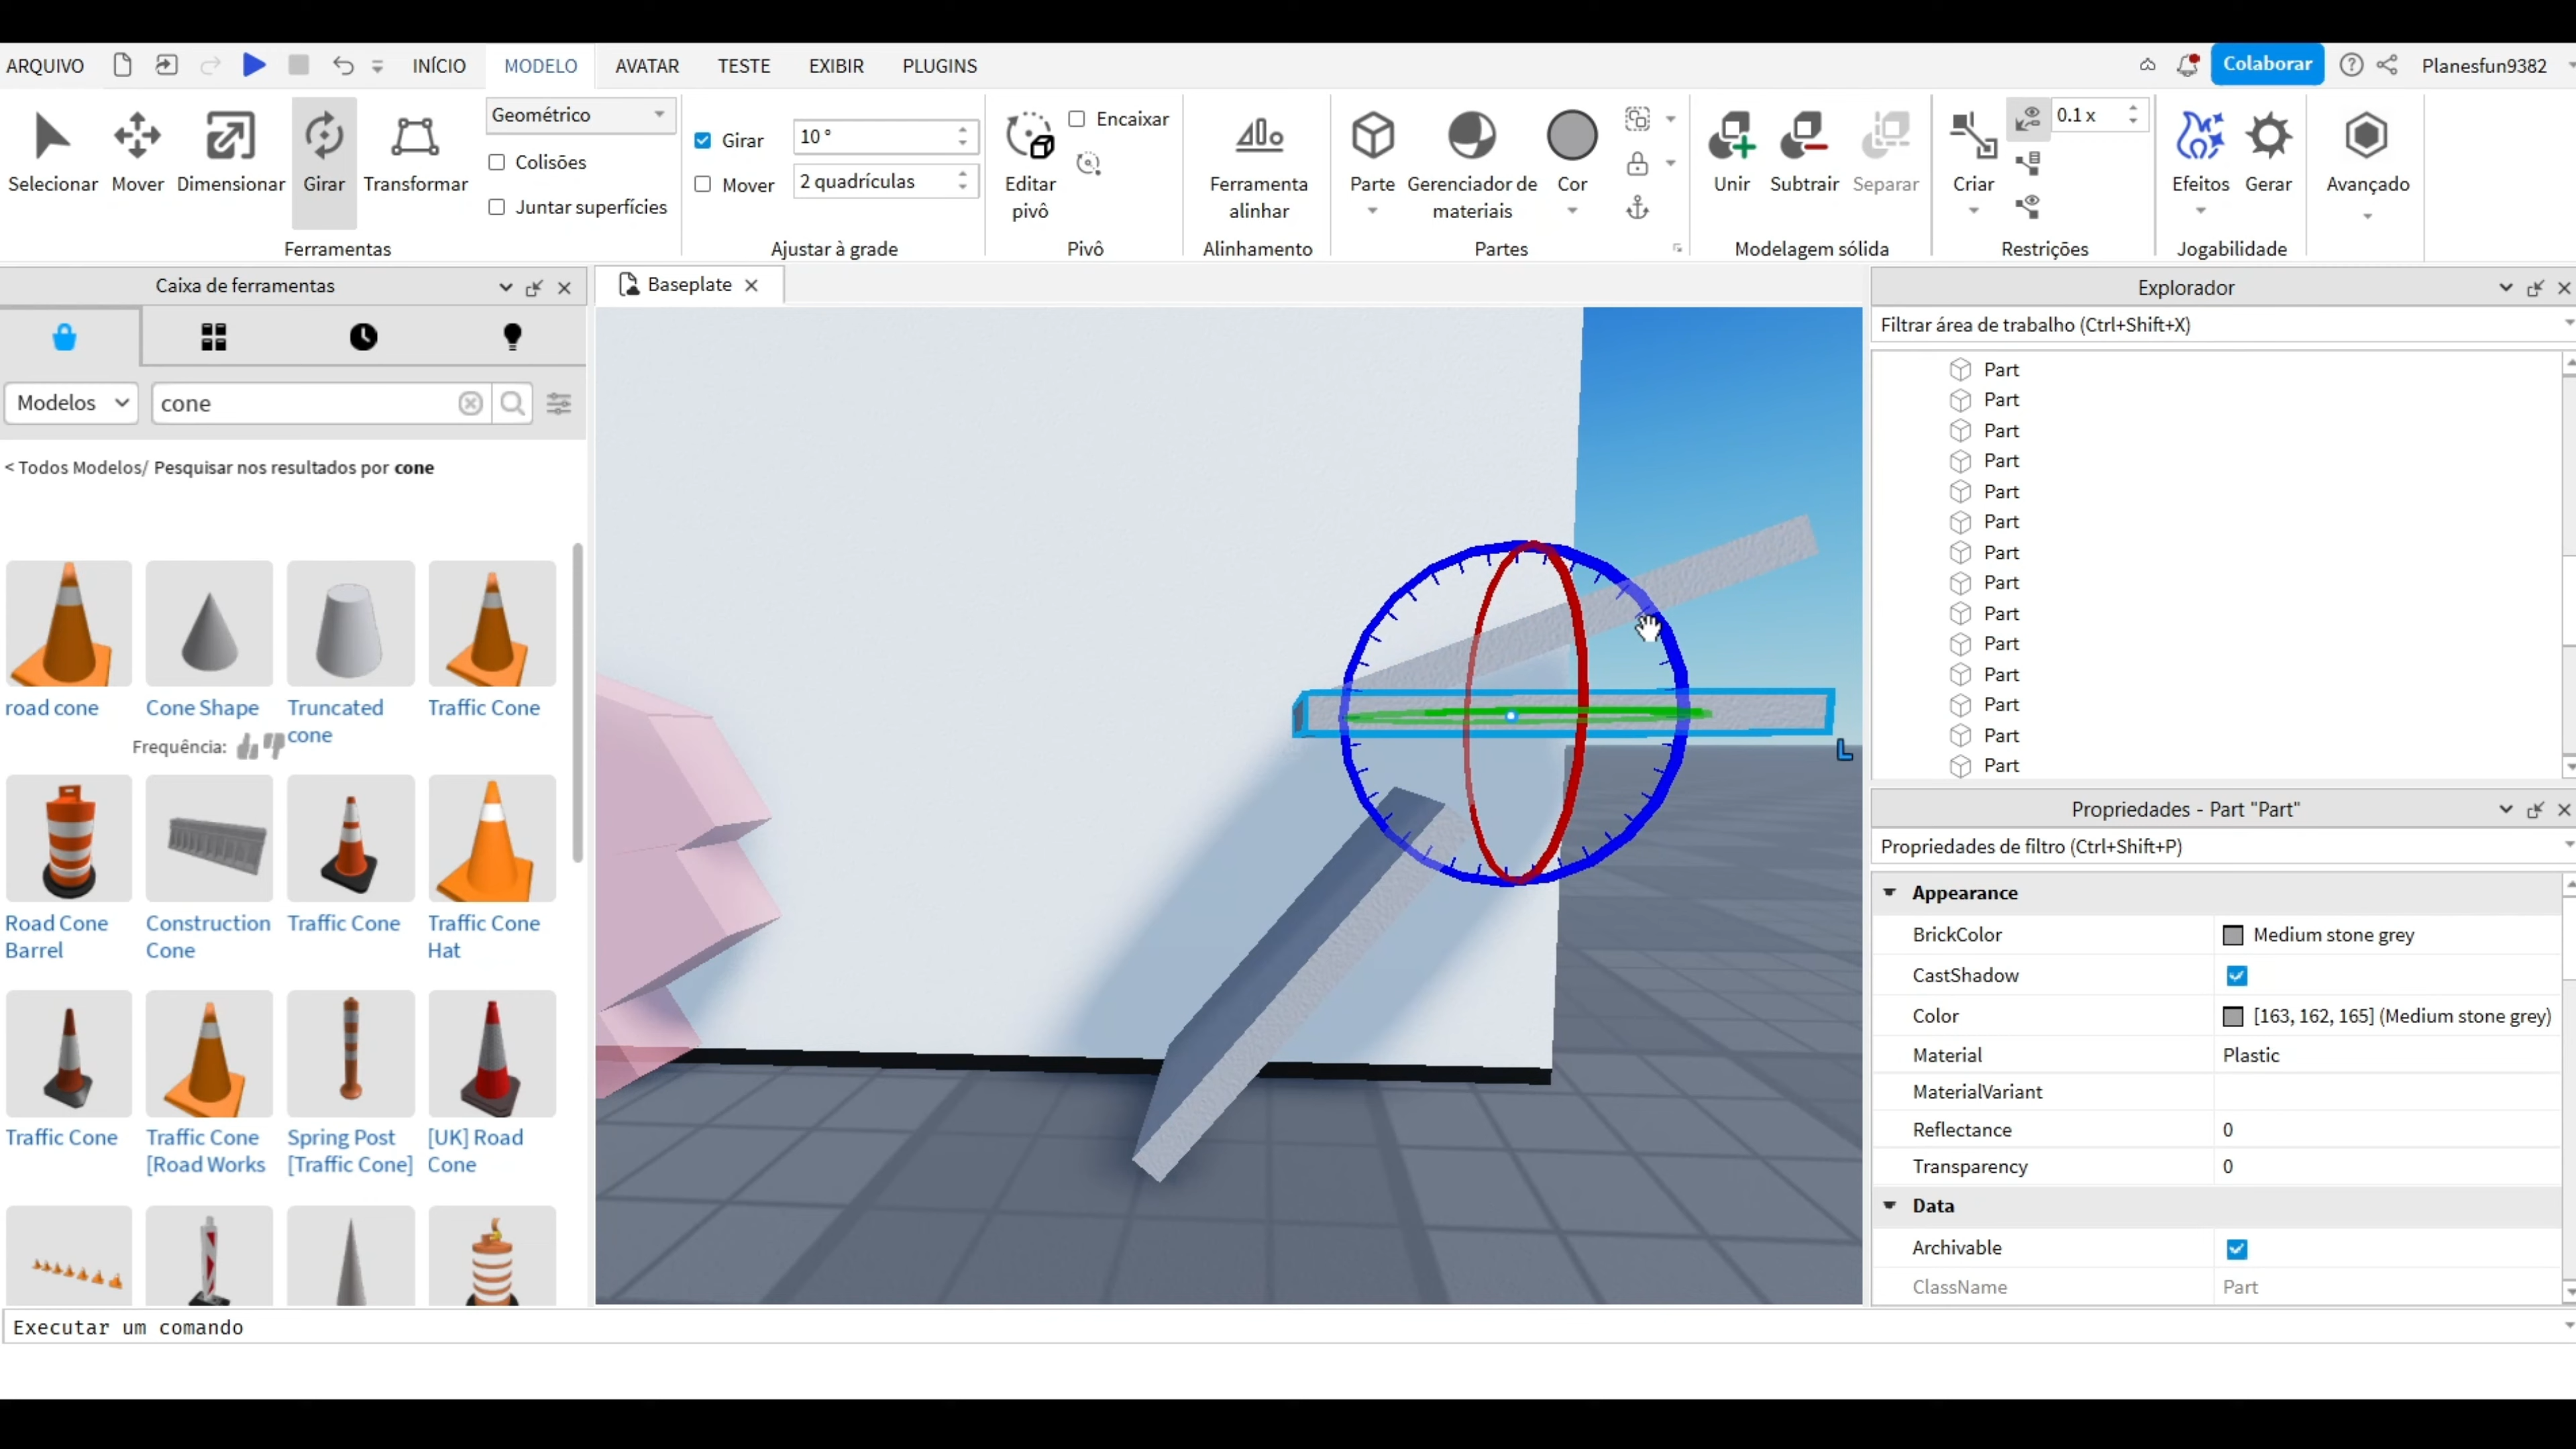 ARQUIVO INÍCIO MODELO AVATAR TESTE EXIBIR PLUGINS Colaborar Planesfun9382
Selecionar Mover Dimensionar Girar Transformar
Geométrico
Colisões
Juntar superfícies
Ferramentas
Girar 10 °
Mover 2 quadrículas
Ajustar à grade
Editar
pivô
Encaixar
Pivô
Ferramenta
alinhar
Alinhamento
Parte
Gerenciador de
materiais
Cor
Partes
Unir Subtrair Separar
Modelagem sólida
Criar
0.1 x
Restrições
Efeitos Gerar
Jogabilidade
Avançado
Caixa de ferramentas
Modelos cone
< Todos Modelos/ Pesquisar nos resultados por cone
road cone
Cone Shape
Truncated
cone
Traffic Cone
Frequência:
Road Cone
Barrel
Construction
Cone
Traffic Cone
Traffic Cone
Hat
Traffic Cone
Traffic Cone
[Road Works
Spring Post
[Traffic Cone]
[UK] Road
Cone
Baseplate
L
Explorador
Filtrar área de trabalho (Ctrl+Shift+X)
Part
Part
Part
Part
Part
Part
Part
Part
Part
Part
Part
Part
Part
Part
Propriedades - Part "Part"
Propriedades de filtro (Ctrl+Shift+P)
Appearance
BrickColor Medium stone grey
CastShadow
Color [163, 162, 165] (Medium stone grey)
Material Plastic
MaterialVariant
Reflectance 0
Transparency 0
Data
Archivable
ClassName Part
Executar um comando